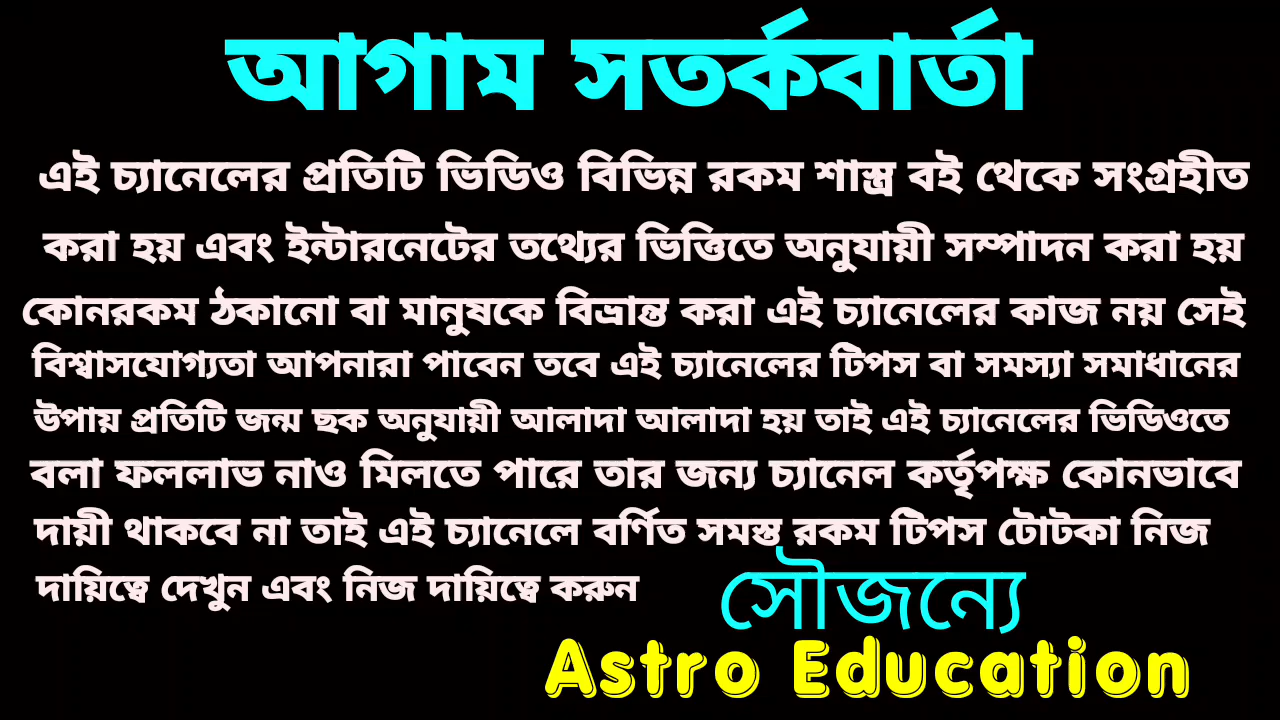 আগাম সতর্কবার্তা
এই চ্যানেলের প্রতিটি ভিডিও বিভিন্ন রকম শাস্ত্র বই থেকে সংগ্রহীত
করা হয় এবং ইন্টারনেটের তথ্যের ভিত্তিতে অনুযায়ী সম্পাদন করা হয়
কোনরকম ঠকানো বা মানুষকে বিভ্রান্ত করা এই চ্যানেলের কাজ নয় সেই
বিশ্বাসযোগ্যতা আপনারা পাবেন তবে এই চ্যানেলের টিপস বা সমস্যা সমাধানের
উপায় প্রতিটি জন্ম ছক অনুযায়ী আলাদা আলাদা হয় তাই এই চ্যানেলের ভিডিওতে
বলা ফললাভ নাও মিলতে পারে তার জন্য চ্যানেল কর্তৃপক্ষ কোনভাবে
দায়ী থাকবে না তাই এই চ্যানেলে বর্ণিত সমস্ত রকম টিপস টোটকা নিজ
দায়িত্বে দেখুন এবং নিজ দায়িত্বে করুন
সৌজন্যে
Astro Education